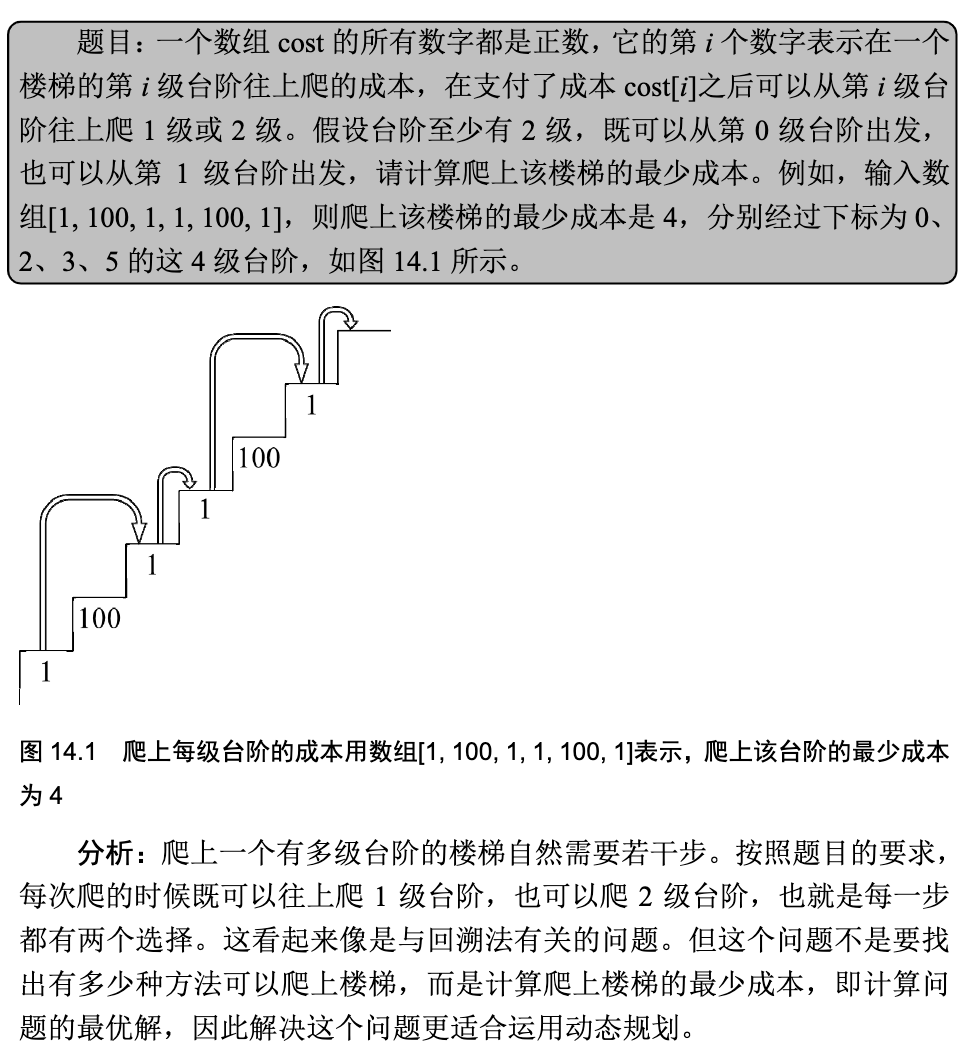 题目：一个数组 cost 的所有数字都是正数，它的第 i 个数字表示在一个
楼梯的第 i 级台阶往上爬的成本，在支付了成本 cost[i]之后可以从第 i 级台
阶往上爬 1 级或 2 级。假设台阶至少有 2 级，既可以从第 0 级台阶出发，
也可以从第 1 级台阶出发，请计算爬上该楼梯的最少成本。例如，输入数
组[1, 100, 1, 1, 100, 1]，则爬上该楼梯的最少成本是 4，分别经过下标为 0、
2、3、5 的这 4 级台阶，如图 14.1 所示。
1
100
1
1
100
1
图 14.1 爬上每级台阶的成本用数组[1, 100, 1, 1, 100, 1]表示，爬上该台阶的最少成本
为 4
分析：爬上一个有多级台阶的楼梯自然需要若干步。按照题目的要求，
每次爬的时候既可以往上爬 1 级台阶，也可以爬 2 级台阶，也就是每一步
都有两个选择。这看起来像是与回溯法有关的问题。但这个问题不是要找
出有多少种方法可以爬上楼梯，而是计算爬上楼梯的最少成本，即计算问
题的最优解，因此解决这个问题更适合运用动态规划。